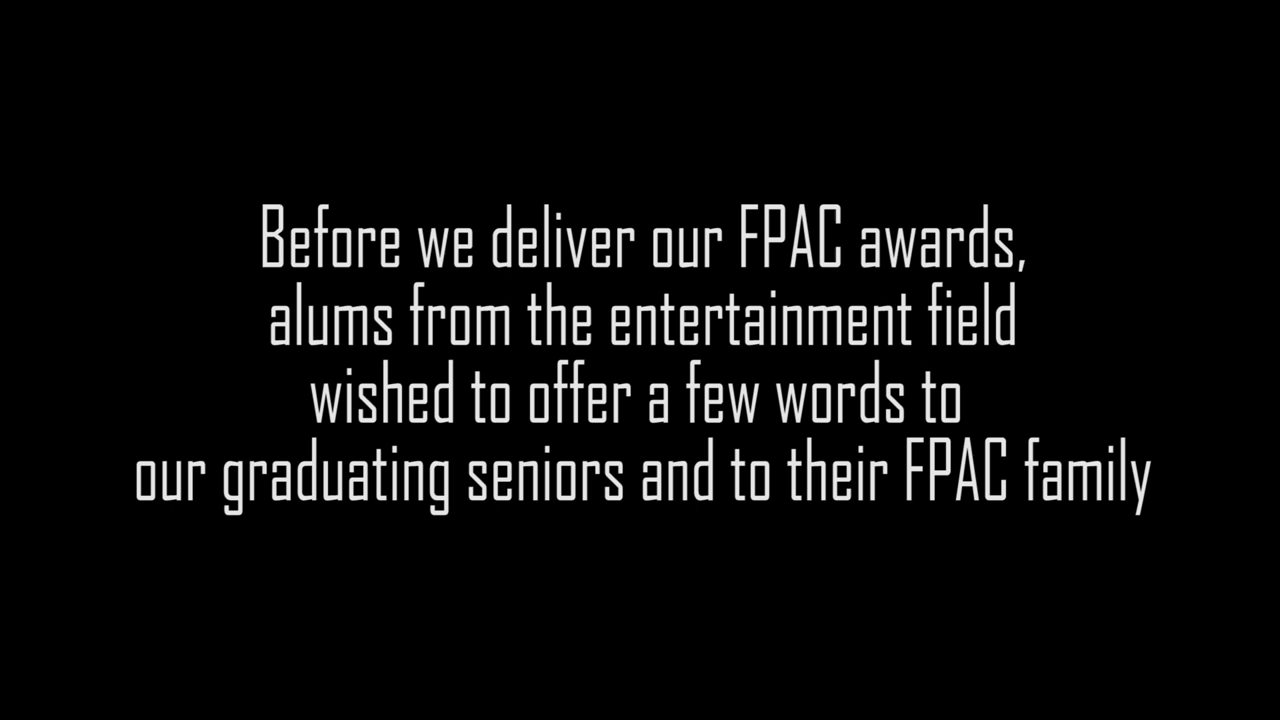 Before we deliver our FPAC awards,
alums from the entertainment field
wished to offer a few words to
our graduating seniors and to their FPAC family